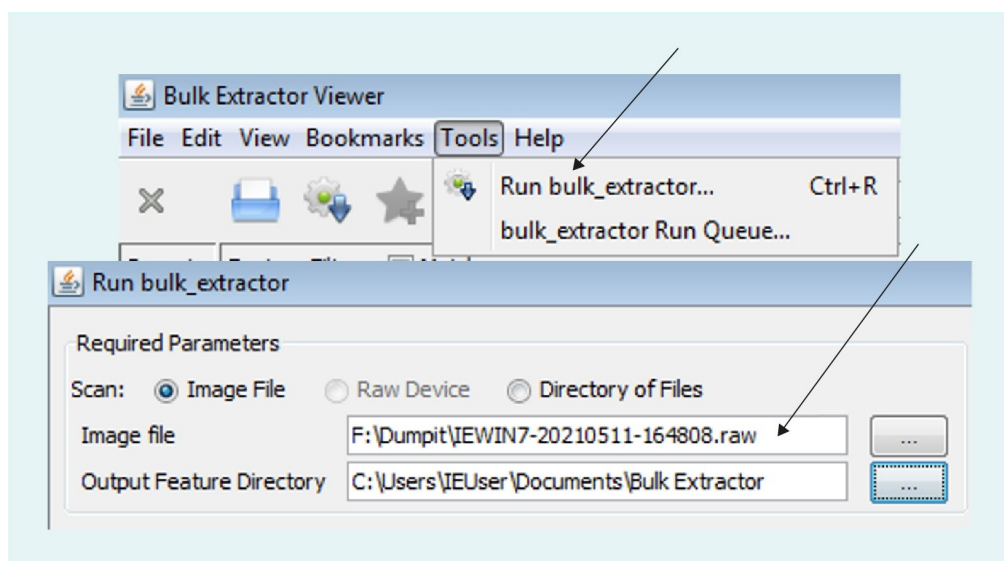 Bulk Extractor Viewer
File Edit View Bookmarks Tools Help
Run bulk_extractor... Ctrl+R
bulk_extractor Run Queue...
Run bulk_extractor
Required Parameters
Scan: Image File Raw Device Directory of Files
Image file F:\Dumpit\IEWIN7-20210511-164808.raw ...
Output Feature Directory C:\Users\IEUser\Documents\Bulk Extractor ...